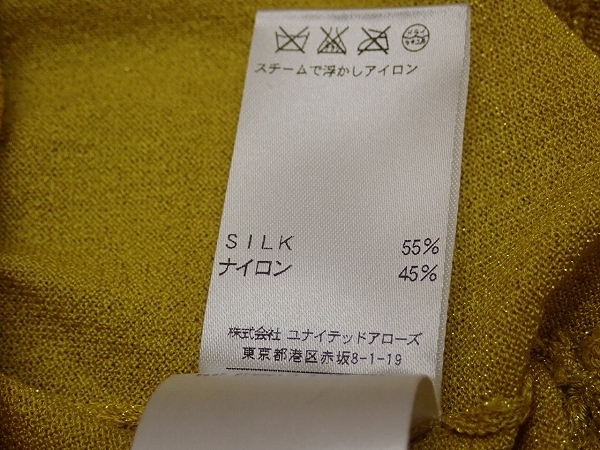 スチームで浮かしアイロン
SILK 55%
ナイロン 45%
株式会社 ユナイテッドアローズ
東京都港区赤坂8-1-19